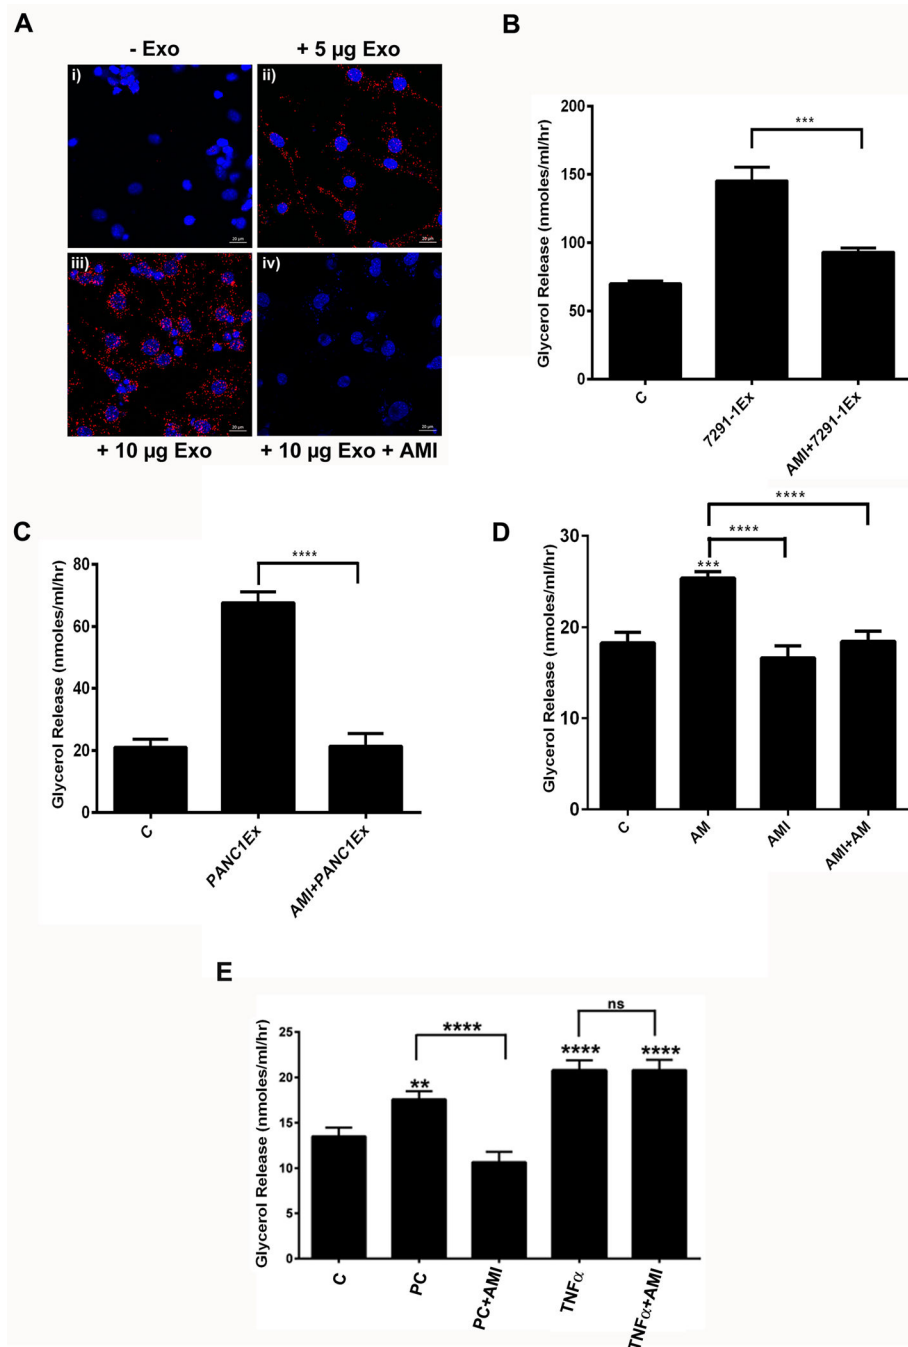 A
- Exo
+ 5 µg Exo
i)
ii)
20 µm
20 µm
iii)
iv)
20 µm
20 µm
+ 10 µg Exo
+ 10 µg Exo + AMI
B
Glycerol Release (nmoles/ml/hr)
200
150
100
50
0
***
C
7291-1Ex
AMI+7291-1Ex
C
Glycerol Release (nmoles/ml/hr)
80
60
40
20
0
****
C
PANC1Ex
AMI+PANC1Ex
D
Glycerol Release (nmoles/ml/hr)
30
20
10
0
****
****
***
C
AM
AMI
AMI+AM
E
Glycerol Release (nmoles/ml/hr)
25
20
15
10
5
0
**
****
ns
****
****
C
PC
PC+AMI
TNFα
TNFα+AMI